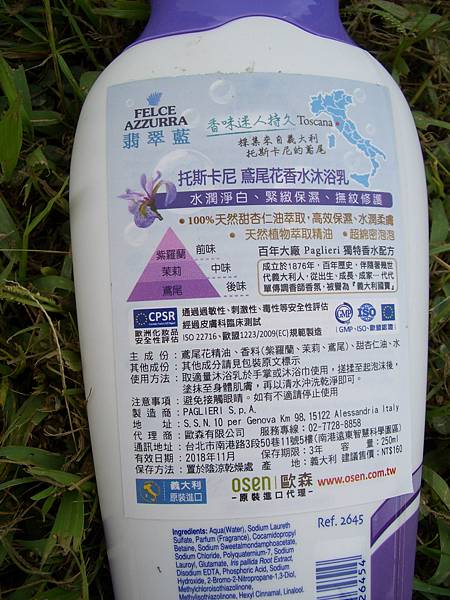 FELCE
AZZURRA
翡翠藍
香味迷人持久 Toscana
採集來自義大利
托斯卡尼的鳶尾
托斯卡尼 鳶尾花香水沐浴乳
水潤淨白、緊緻保濕、撫紋修護
•100%天然甜杏仁油萃取,高效保濕、水潤柔膚
•天然植物萃取精油 •超綿密泡泡
紫羅蘭 前味
茉莉 中味
鳶尾 後味
百年大廠 Paglieri 獨特香水配方
成立於1876年,百年歷史,伴隨著幾世
代義大利人,從出生、成長、成家一代代
單傳調香師香氛,被譽為『義大利國寶』
CPSR
歐洲化妝品
安全性評估
通過過敏性、刺激性、毒性等安全性評估
經過皮膚科臨床測試
ISO 22716、歐盟1223/2009(EC)規範製造
GMP
ISO
GMP、ISO、歐盟認證
主成份:鳶尾花精油、香料(紫羅蘭、茉莉、鳶尾)、甜杏仁油、水
其他成份:其他成分請見包裝原文標示
使用方法:取適量沐浴乳於手掌或沐浴巾使用,搓揉至起泡沫後,
塗抹至身體肌膚,再以清水沖洗乾淨即可。
注意事項:避免接觸眼睛。如有不適請停止使用
製造商:PAGLIERI S,p,A.
地址:S.S.N.10 per Genova Km 98, 15122 Alessandria Italy
代理商:歐森有限公司 服務專線:02-7728-8858
通訊地址:台北市南港路3段50巷11號5樓(南港遠東智慧科學園區)
有效日期:2018年11月 保存期限:3年 容量:250ml
保存方法:置於陰涼乾燥處 產地:義大利 建議售價:NT$160
義大利
原裝進口
osen 歐森
原裝進口代理
www.osen.com.tw
Ref. 2645
Ingredients: Aqua(Water), Sodium Laureth
Sulfate, Parfum (Fragrance), Cocamidopropyl
Betaine, Sodium Sweetalmondamphoacetate,
Sodium Chloride, Polyquaternium-7, Sodium
Lauroyl, Glutamate, Iris pallida Root Extract,
Disodium EDTA, Phosphoric Acid, Sodium
Hydroxide, 2-Bromo-2-Nitropropane-1,3-Diol,
Methylchloroisothiazolinone,
Methylisothiazolinone, Hexyl Cinnamal, Linalool.